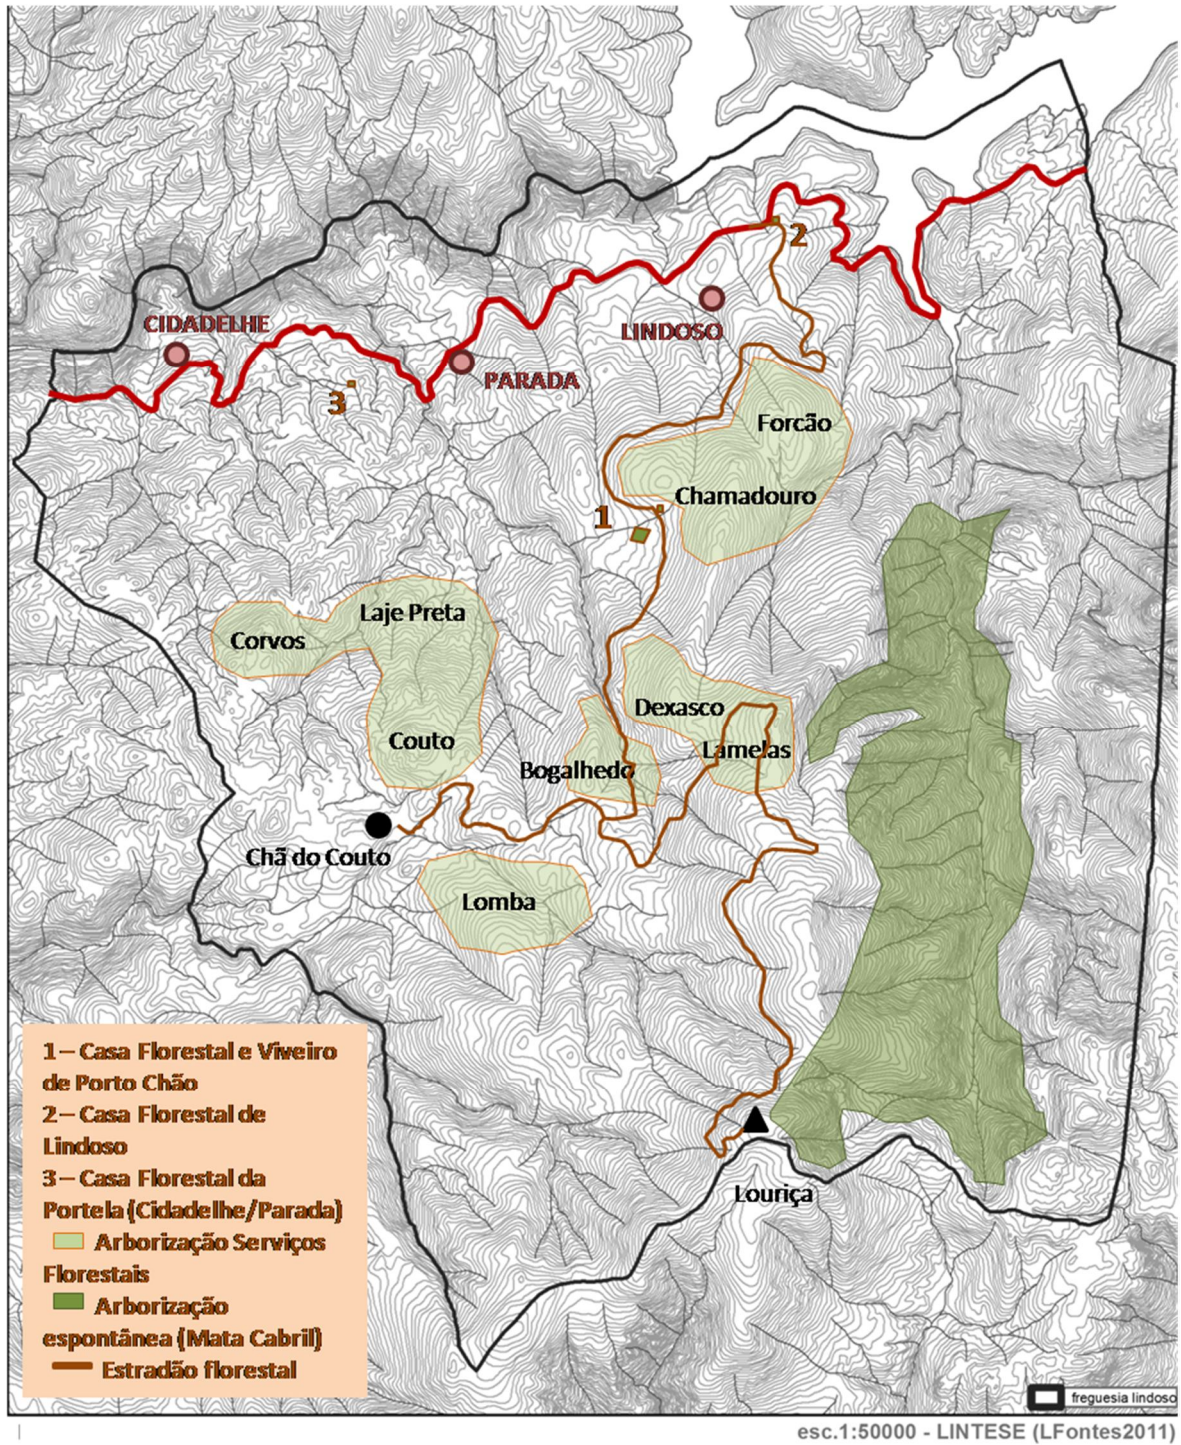 2
CIDADELHE
LINDOSO
PARADA
3
Forcão
Chamadouro
1
Laje Preta
Corvos
Dexasco
Couto
Lamelas
Bogalhedo
Chã do Couto
Lomba
Louriça
1 – Casa Florestal e Viveiro
de Porto Chão
2 – Casa Florestal de
Lindoso
3 – Casa Florestal da
Portela (Cidadelhe/Parada)
Arborização Serviços
Florestais
Arborização
espontânea (Mata Cabril)
Estradão florestal
freguesia lindoso
esc.1:50000 - LINTESE (LFontes2011)